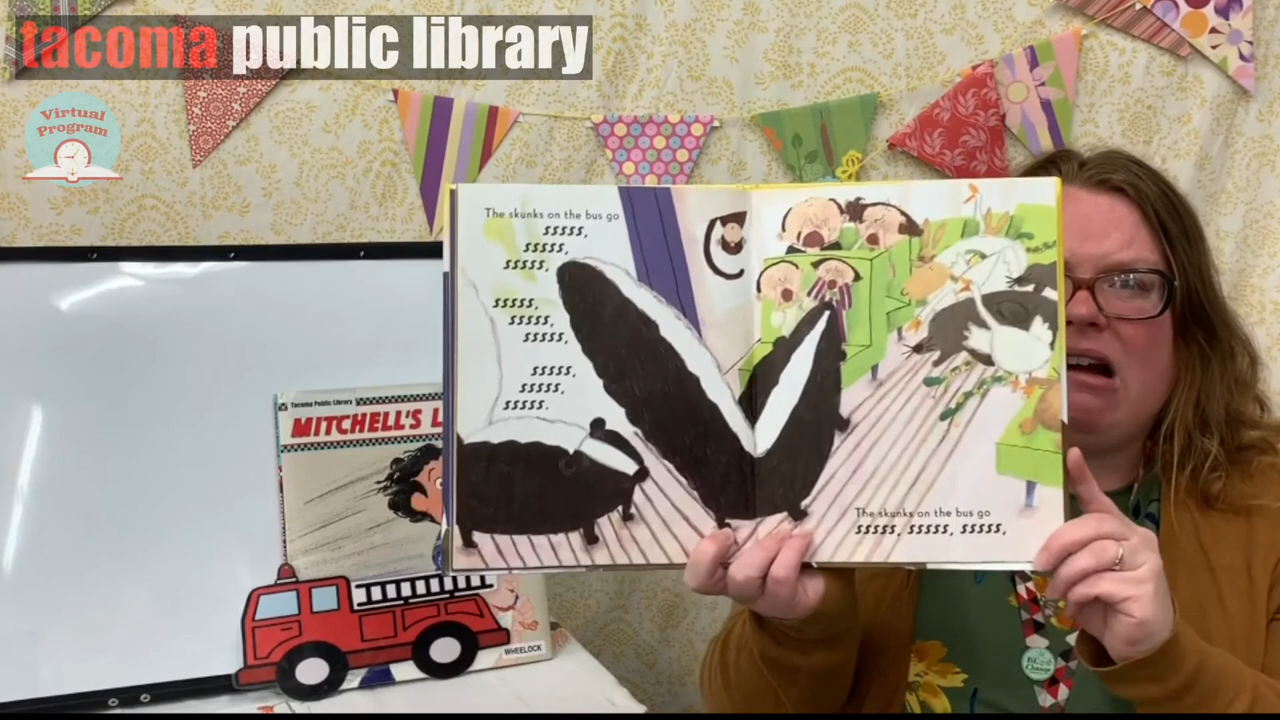 tacoma public library
Virtual
Program
The skunks on the bus go
sssss,
sssss,
sssss,
sssss,
sssss,
sssss,
sssss,
sssss,
sssss.
The skunks on the bus go
sssss, sssss, sssss,
Tacoma Public Library
MITCHELL'S L
WHEELOCK
Change